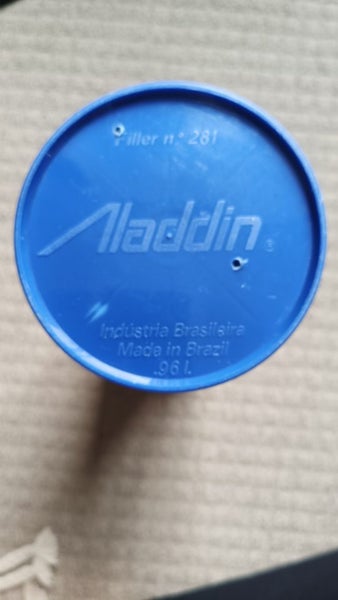 Filler n° 281
Aladdin ®
Indústria Brasileira
Made in Brazil
.96 l.